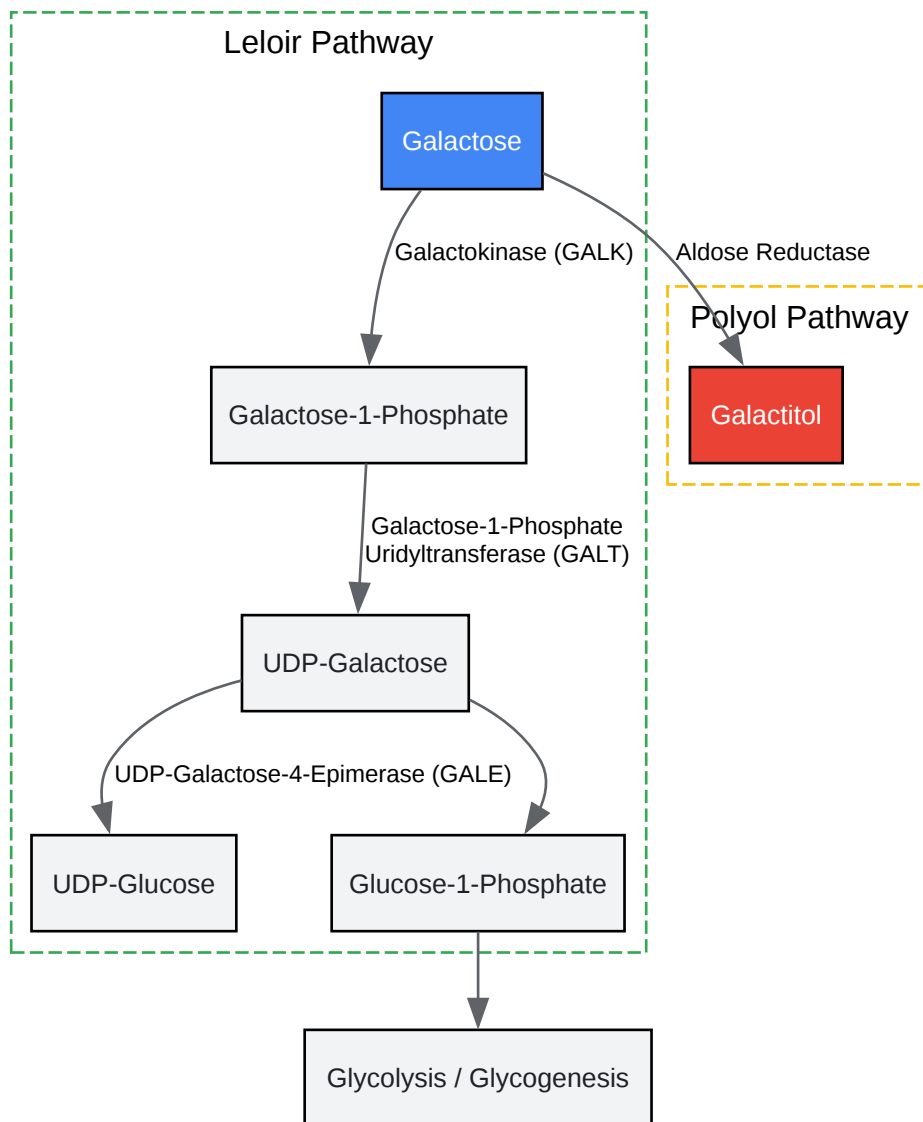 Leloir Pathway
Galactose
Galactokinase (GALK)
Aldose Reductase
Polyol Pathway
Galactose-1-Phosphate
Galactitol
Galactose-1-Phosphate
Uridyltransferase (GALT)
UDP-Galactose
UDP-Galactose-4-Epimerase (GALE)
UDP-Glucose
Glucose-1-Phosphate
Glycolysis / Glycogenesis